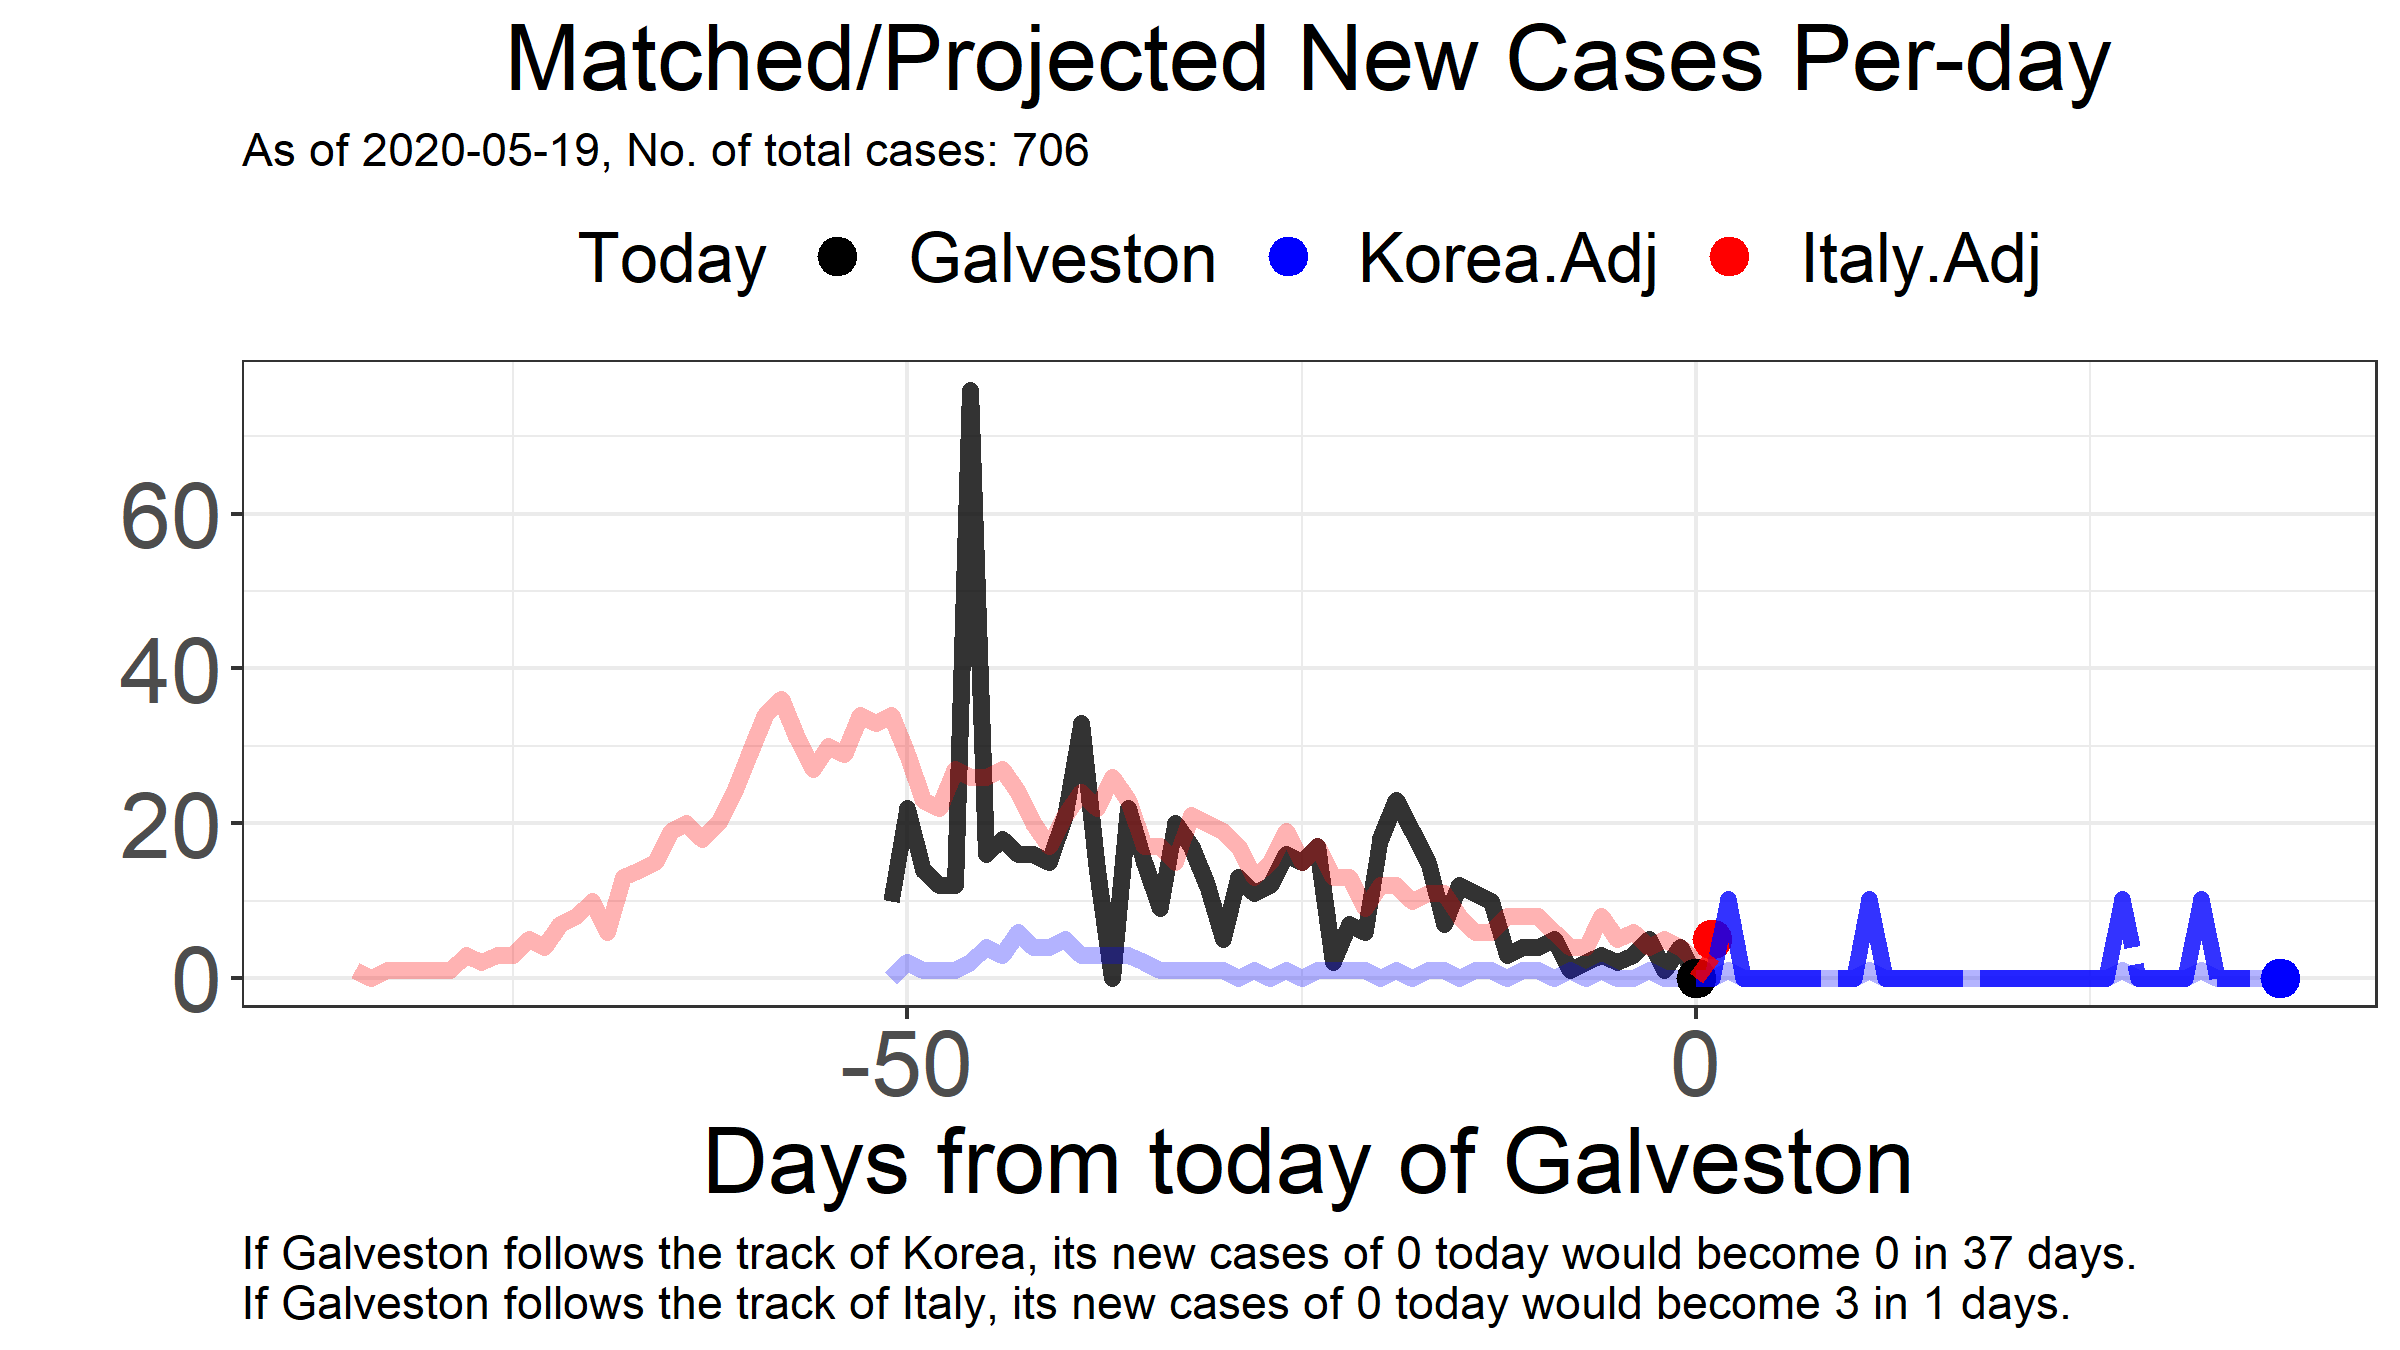 Matched/Projected New Cases Per-day
As of 2020-05-19, No. of total cases: 706
Today Galveston Korea.Adj Italy.Adj
60
40
20
0
-50 0
Days from today of Galveston
If Galveston follows the track of Korea, its new cases of 0 today would become 0 in 37 days.
If Galveston follows the track of Italy, its new cases of 0 today would become 3 in 1 days.